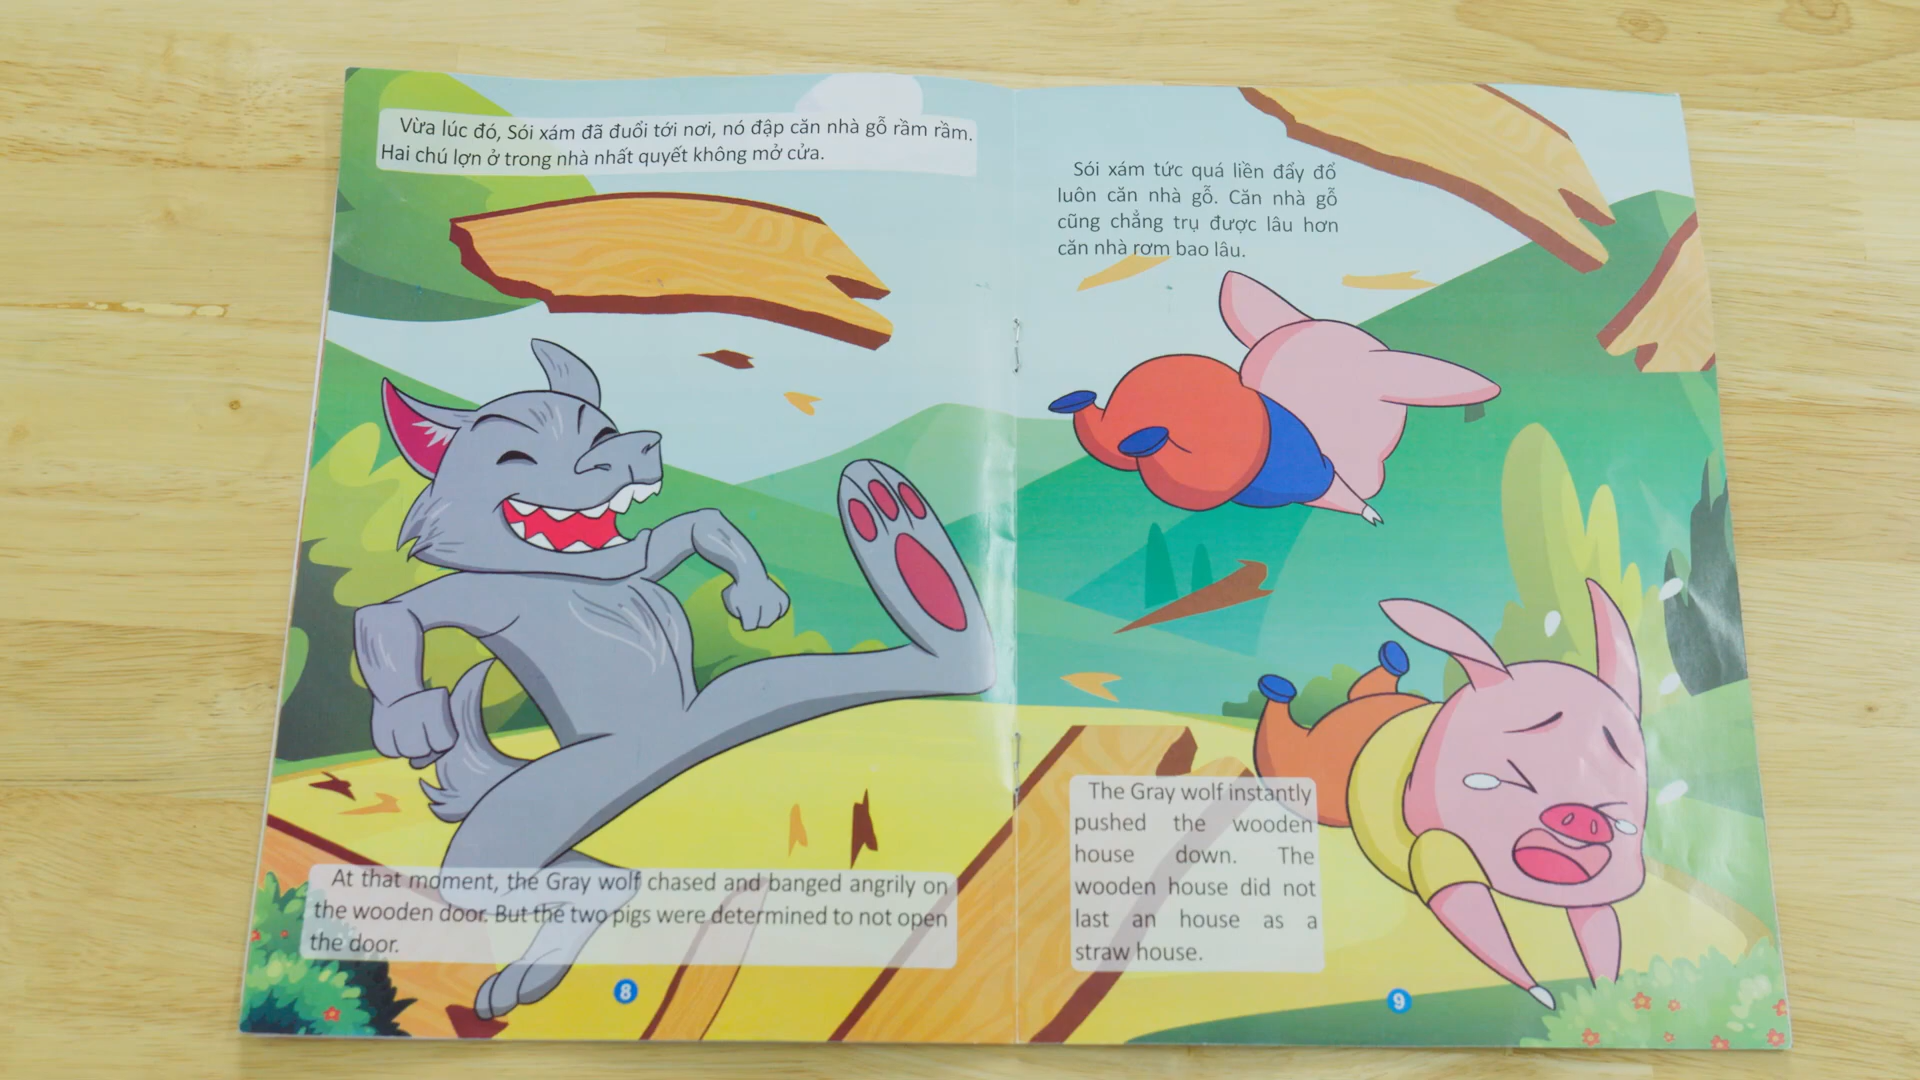 Vừa lúc đó, Sói xám đã đuổi tới nơi, nó đập căn nhà gỗ rầm rầm.
Hai chú lợn ở trong nhà nhất quyết không mở cửa.
At that moment, the Gray wolf chased and banged angrily on
the wooden door. But the two pigs were determined to not open
the door.
8
Sói xám tức quá liền đẩy đổ
luôn căn nhà gỗ. Căn nhà gỗ
cũng chẳng trụ được lâu hơn
căn nhà rơm bao lâu.
The Gray wolf instantly
pushed the wooden
house down. The
wooden house did not
last an house as a
straw house.
9